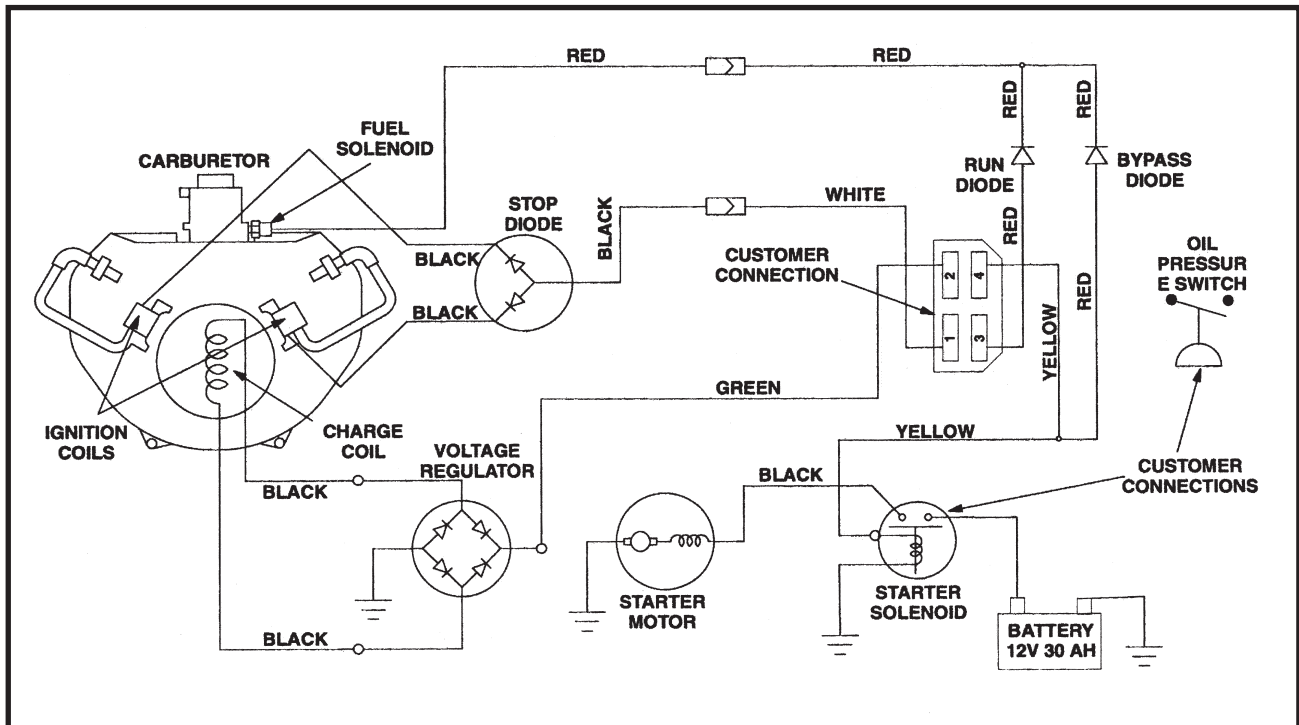 RED
RED
FUEL
SOLENOID
CARBURETOR
RED
RED
RUN
DIODE
BYPASS
DIODE
STOP
DIODE
WHITE
BLACK
RED
BLACK
CUSTOMER
CONNECTION
OIL
PRESSUR
E SWITCH
2
4
RED
BLACK
1
3
YELLOW
GREEN
IGNITION
COILS
CHARGE
COIL
VOLTAGE
REGULATOR
YELLOW
BLACK
BLACK
CUSTOMER
CONNECTIONS
STARTER
MOTOR
STARTER
SOLENOID
BLACK
BATTERY
12V 30 AH